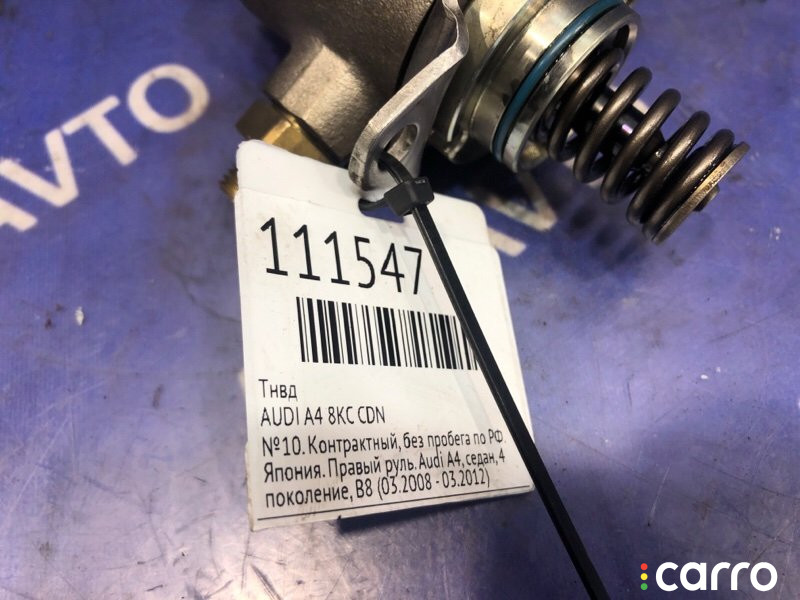 АВТО
111547
Тнвд
AUDI A4 8KC CDN
№10. Контрактный, без пробега по РФ.
Япония. Правый руль. Audi A4, седан, 4
поколение, B8 (03.2008 - 03.2012)
carro